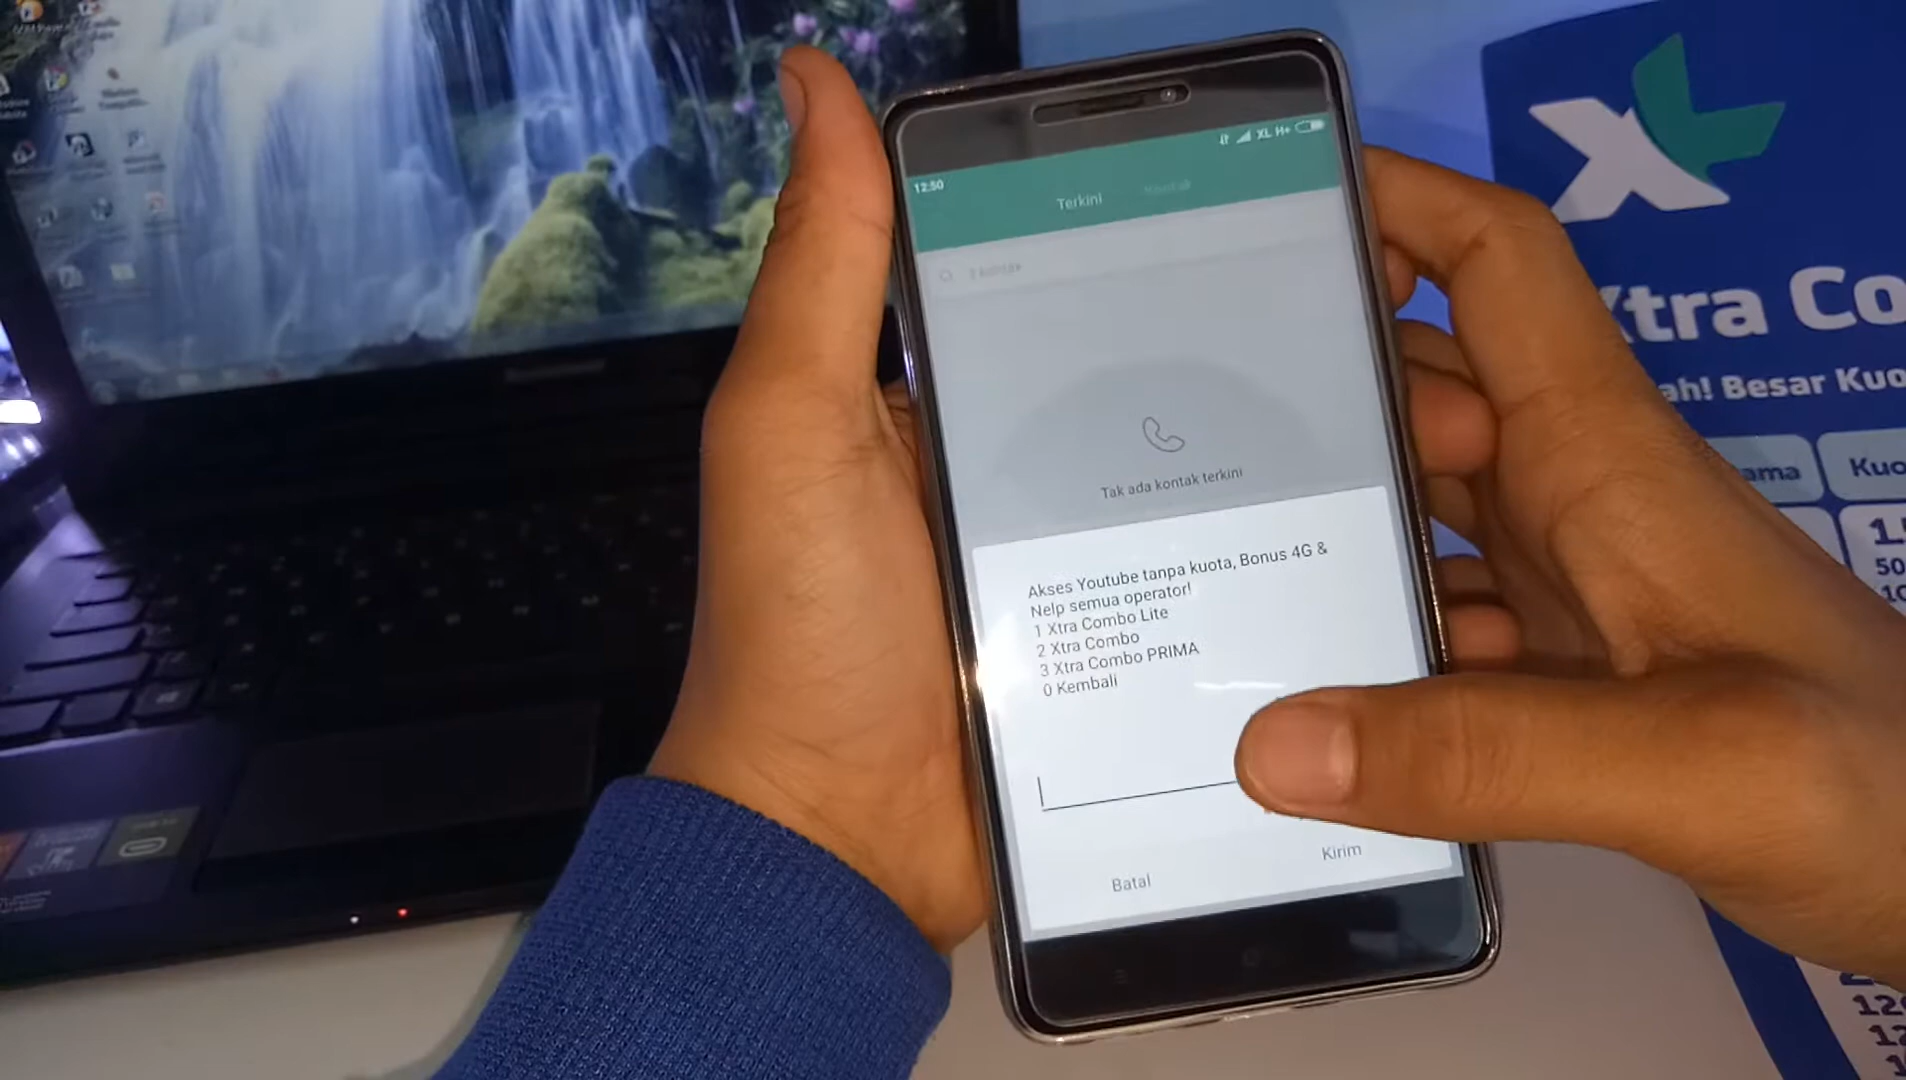 XL
XL H+
12:50
Terkini
Tak ada kontak terkini
Xtra Co
ah! Besar Kuo
ama
Kuo
Akses Youtube tanpa kuota, Bonus 4G &
Nelp semua operator!
1 Xtra Combo Lite
2 Xtra Combo
3 Xtra Combo PRIMA
0 Kembali
Batal
Kirim
50